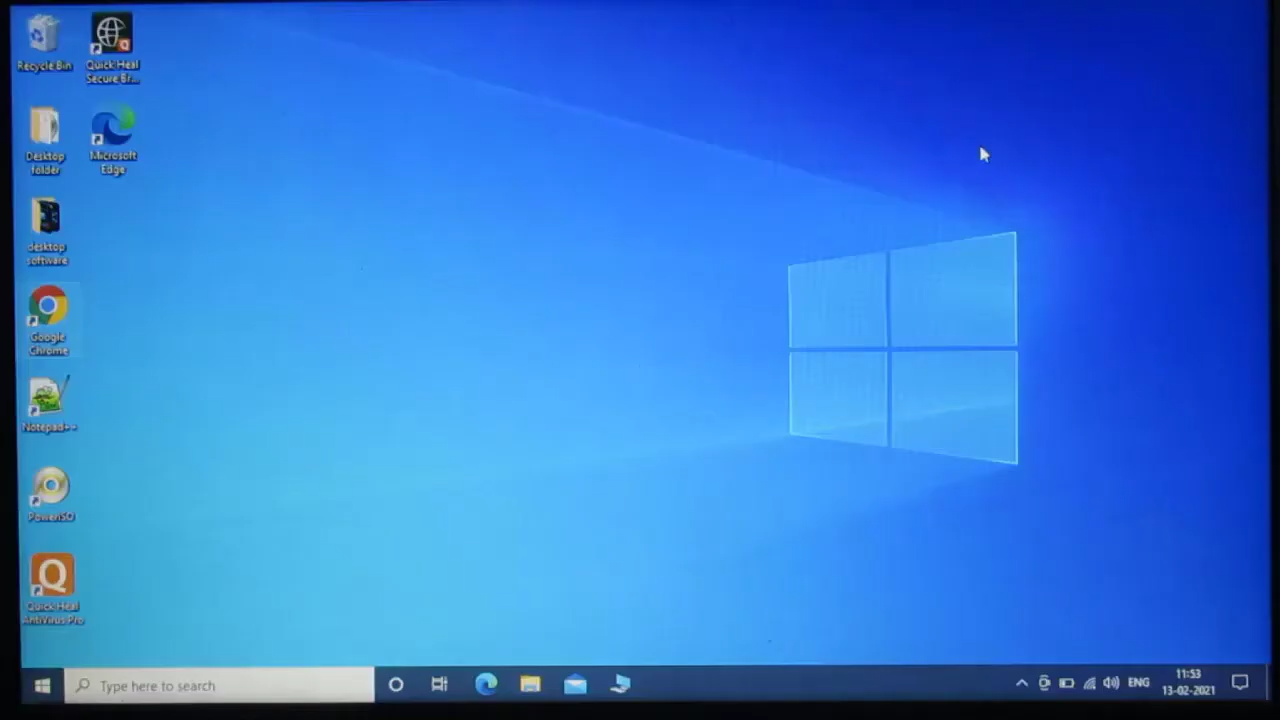 Recycle Bin
Quick Heal
Secure Br...
Desktop
folder
Microsoft
Edge
desktop
software
Google
Chrome
Notepad++
PowerISO
Quick Heal
AntiVirus Pro
Type here to search
ENG
11:53
13-02-2021